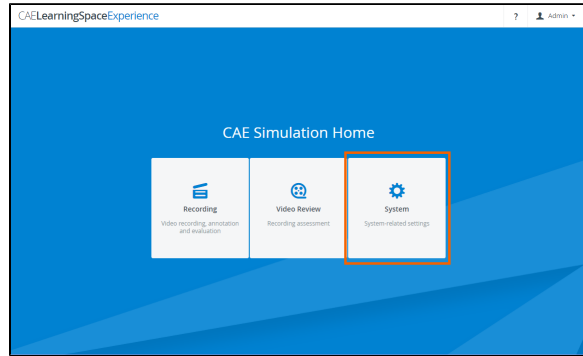 CAELearningSpaceExperience
? Admin
CAE Simulation Home
Recording
Video recording, annotation
and evaluation
Video Review
Recording assessment
System
System-related settings